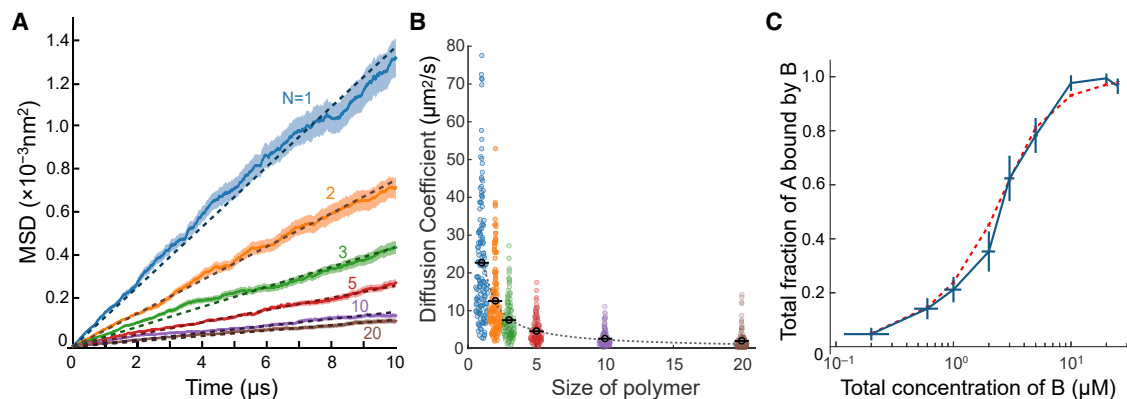 A
MSD (×10⁻³nm²)
1.4
1.2
1.0
0.8
0.6
0.4
0.2
0
0 2 4 6 8 10
Time (μs)
N=1
2
3
5
10
20
B
Diffusion Coefficient (μm²/s)
80
70
60
50
40
30
20
10
0
0 5 10 15 20
Size of polymer
C
Total fraction of A bound by B
1.0
0.8
0.6
0.4
0.2
0
10⁻¹ 10⁰ 10¹
Total concentration of B (μM)